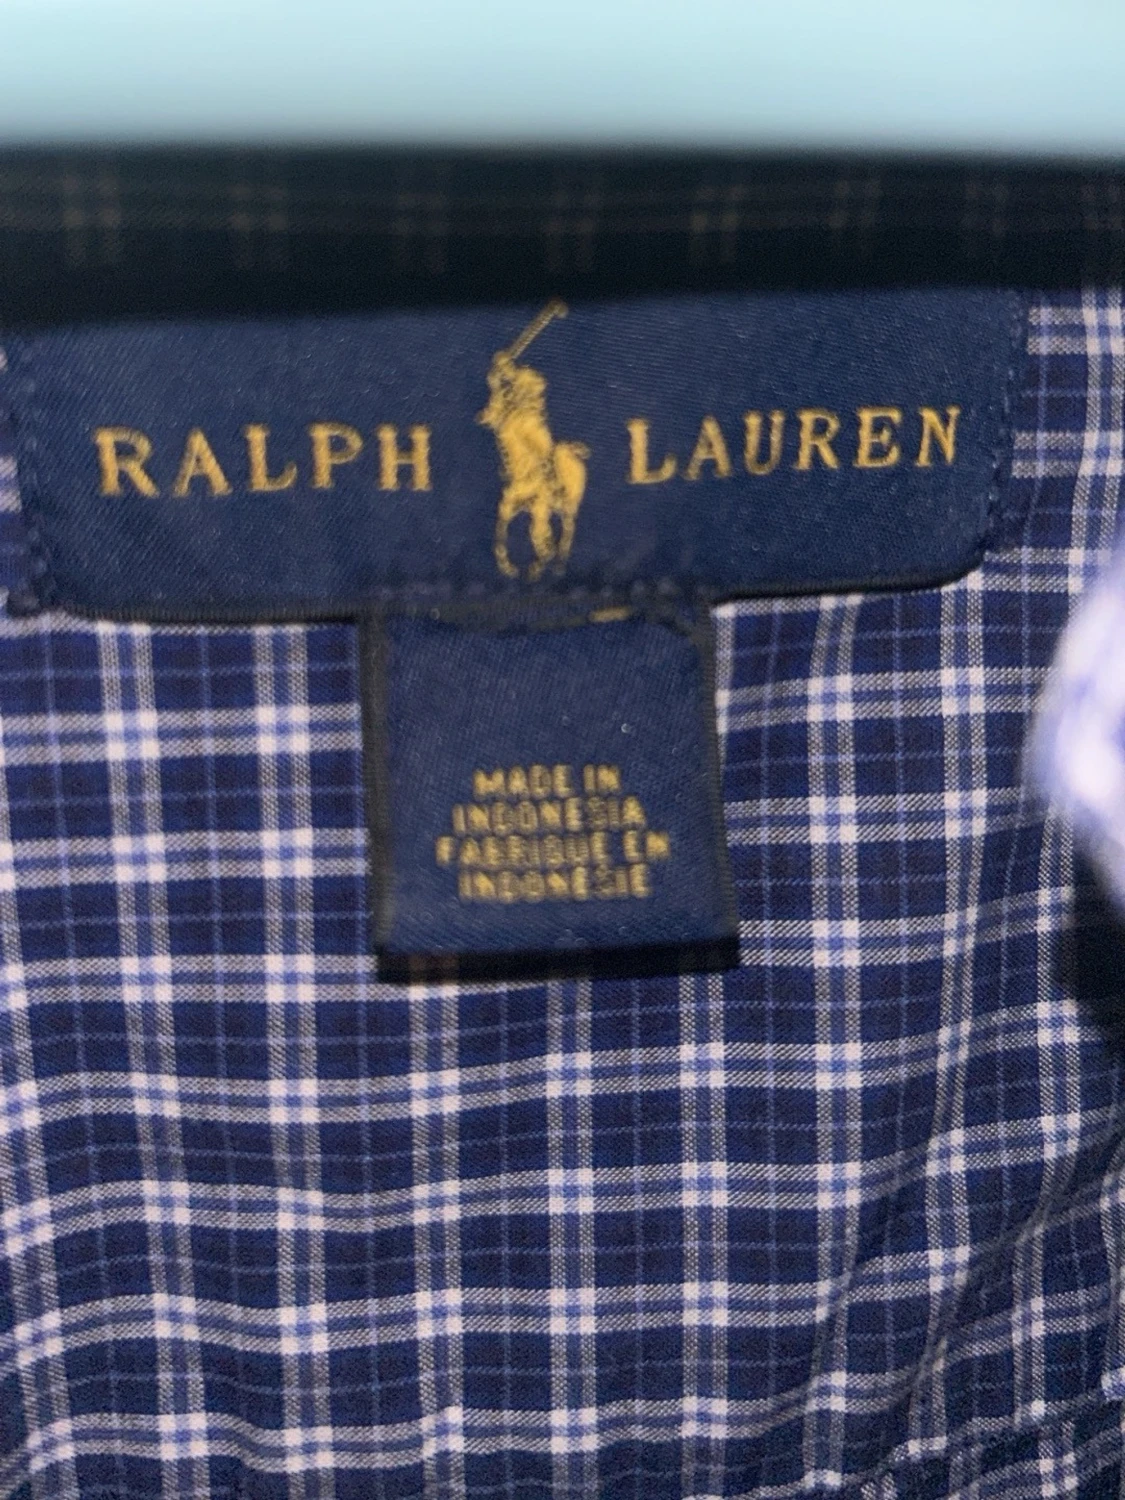 RALPH LAUREN
MADE IN
INDONESIA
FABRIQUE EN
INDONESIE